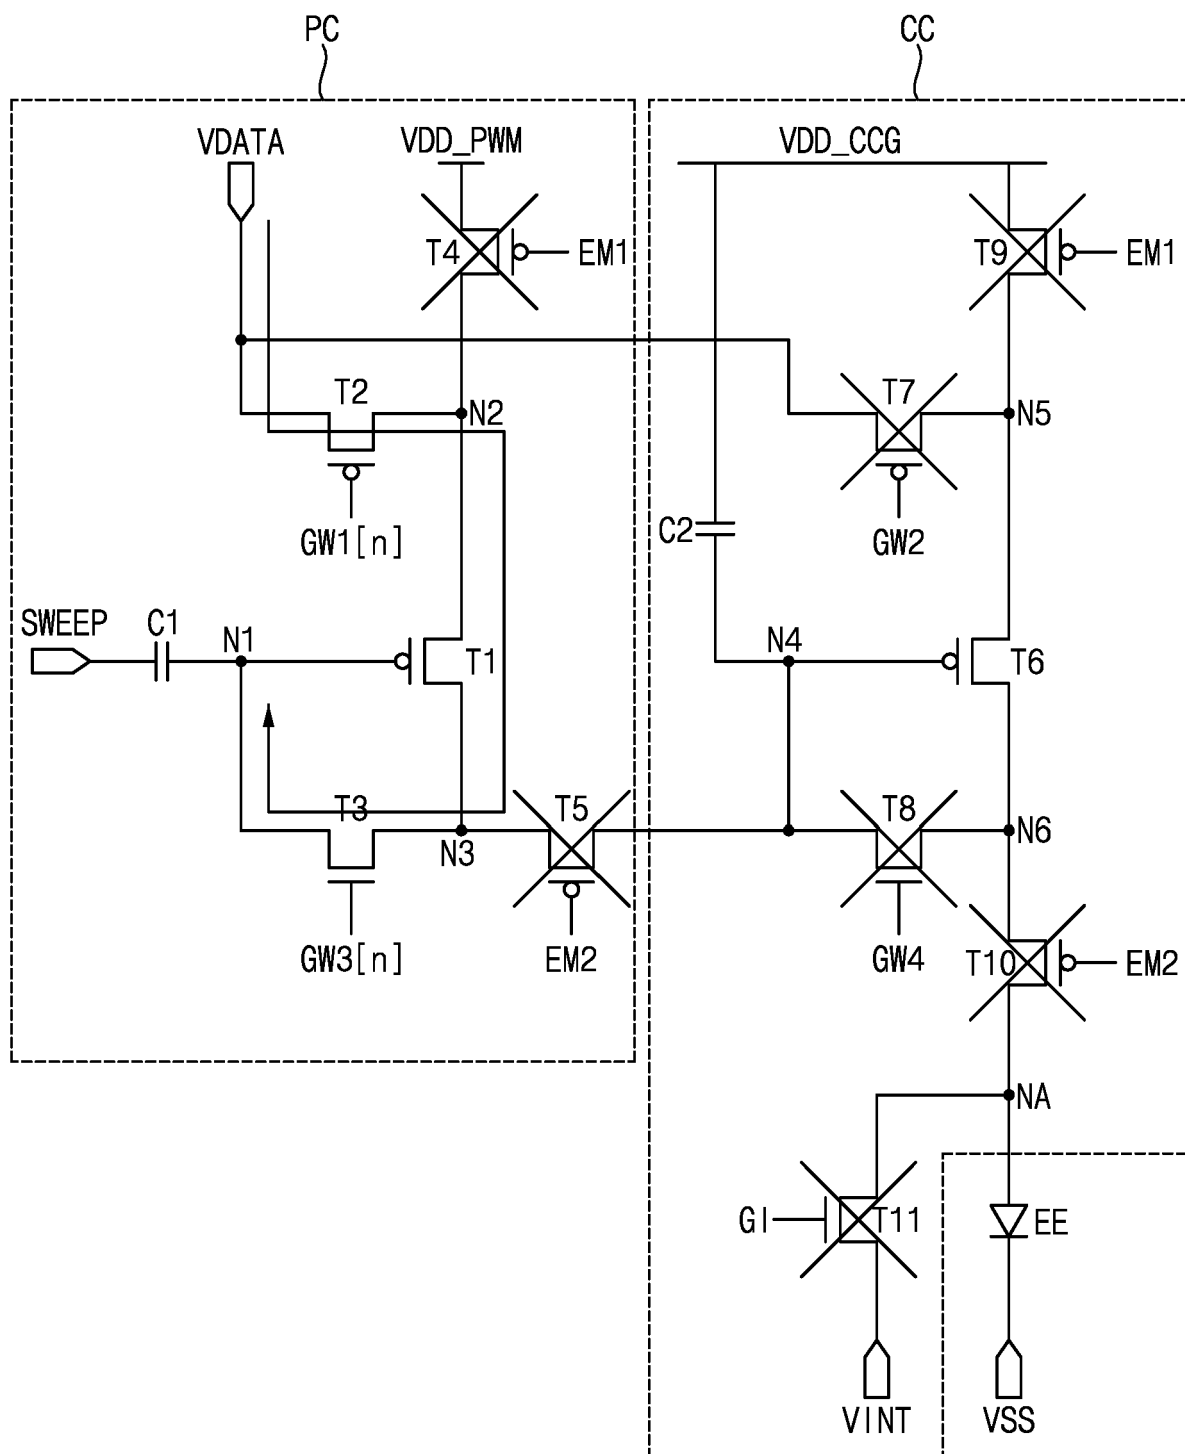 PC
CC
VDATA
VDD_PWM
VDD_CCG
T4
EM1
T9
EM1
T2
N2
T7
N5
GW1[n]
C2
GW2
SWEEP
C1
N1
T1
N4
T6
T3
N3
T5
T8
N6
GW3[n]
EM2
GW4
T10
EM2
NA
GI
T11
EE
VINT
VSS